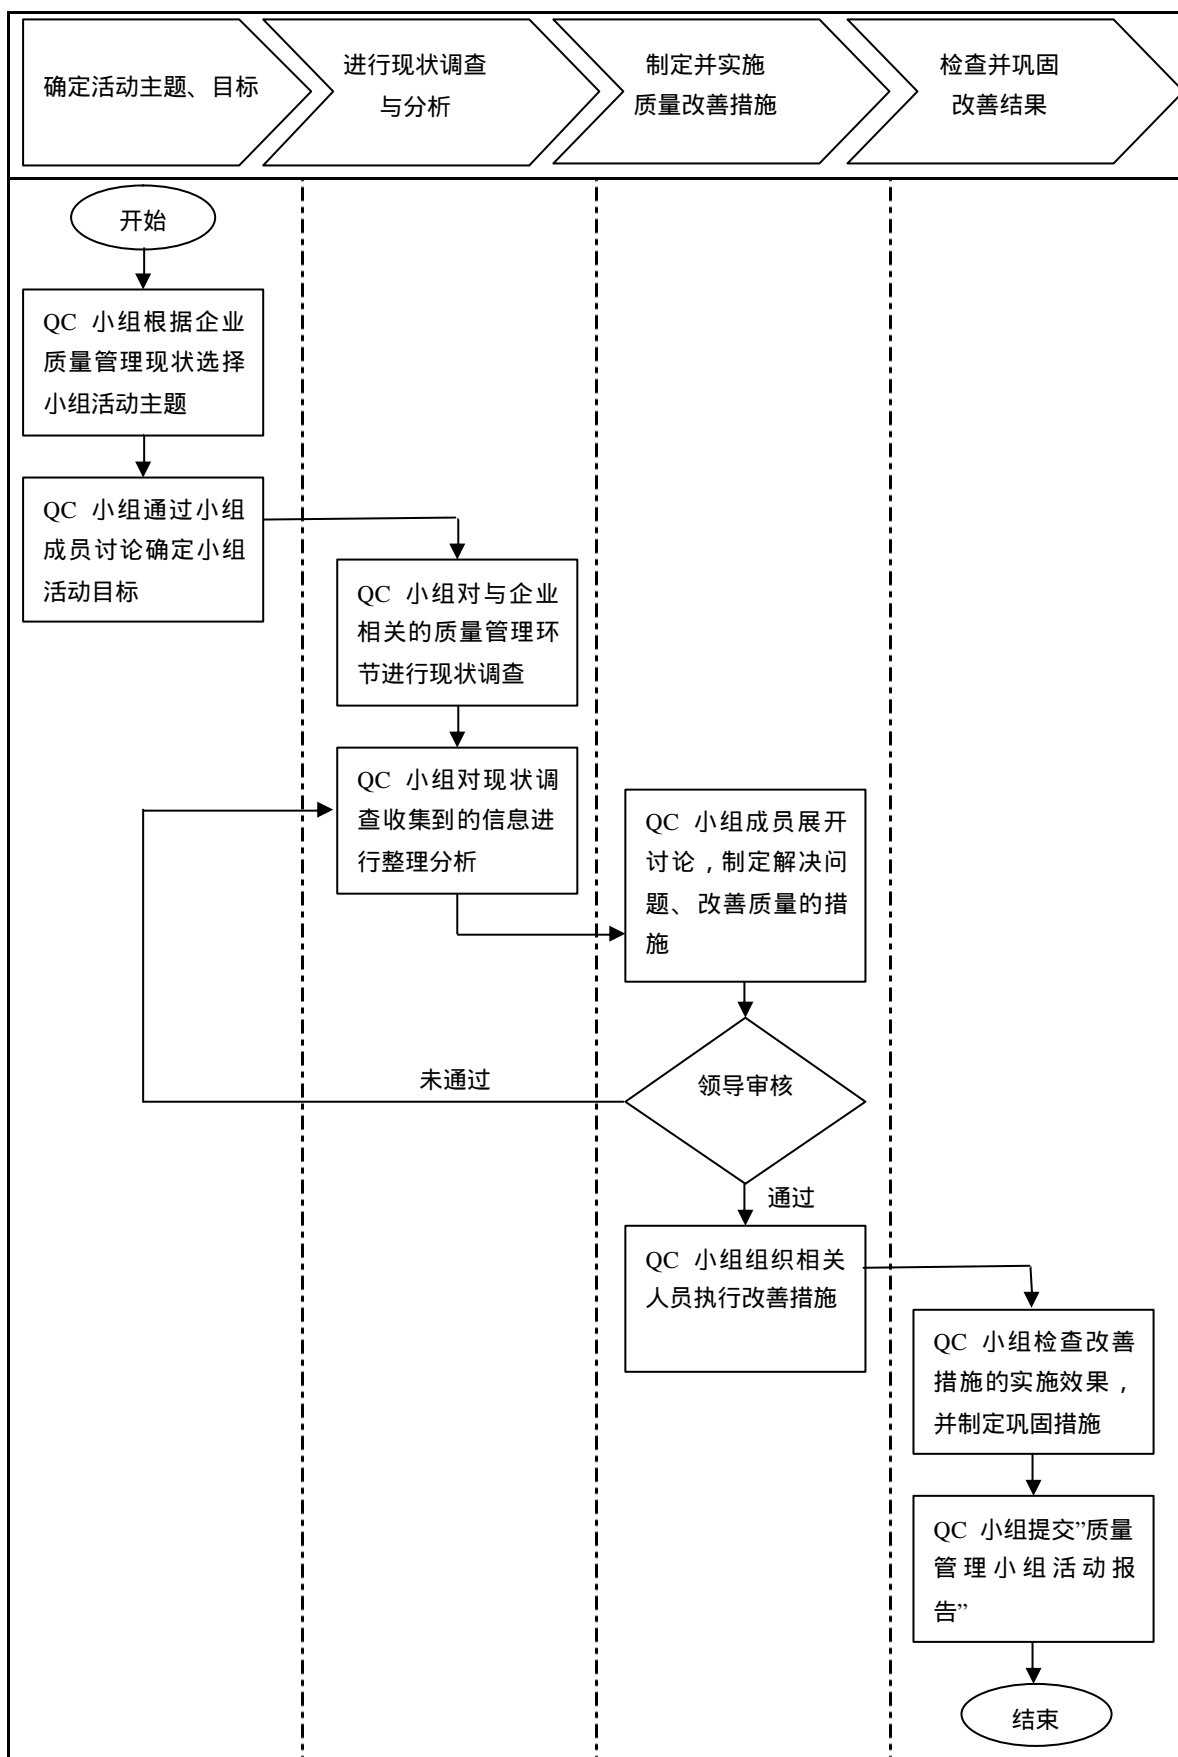 确定活动主题、目标
进行现状调查
与分析
制定并实施
质量改善措施
检查并巩固
改善结果
开始
QC 小组根据企业
质量管理现状选择
小组活动主题
QC 小组通过小组
成员讨论确定小组
活动目标
QC 小组对与企业
相关的质量管理环
节进行现状调查
QC 小组对现状调
查收集到的信息进
行整理分析
QC 小组成员展开
讨论，制定解决问
题、改善质量的措
施
领导审核
未通过
通过
QC 小组组织相关
人员执行改善措施
QC 小组检查改善
措施的实施效果，
并制定巩固措施
QC 小组提交”质量
管理小组活动报
告”
结束